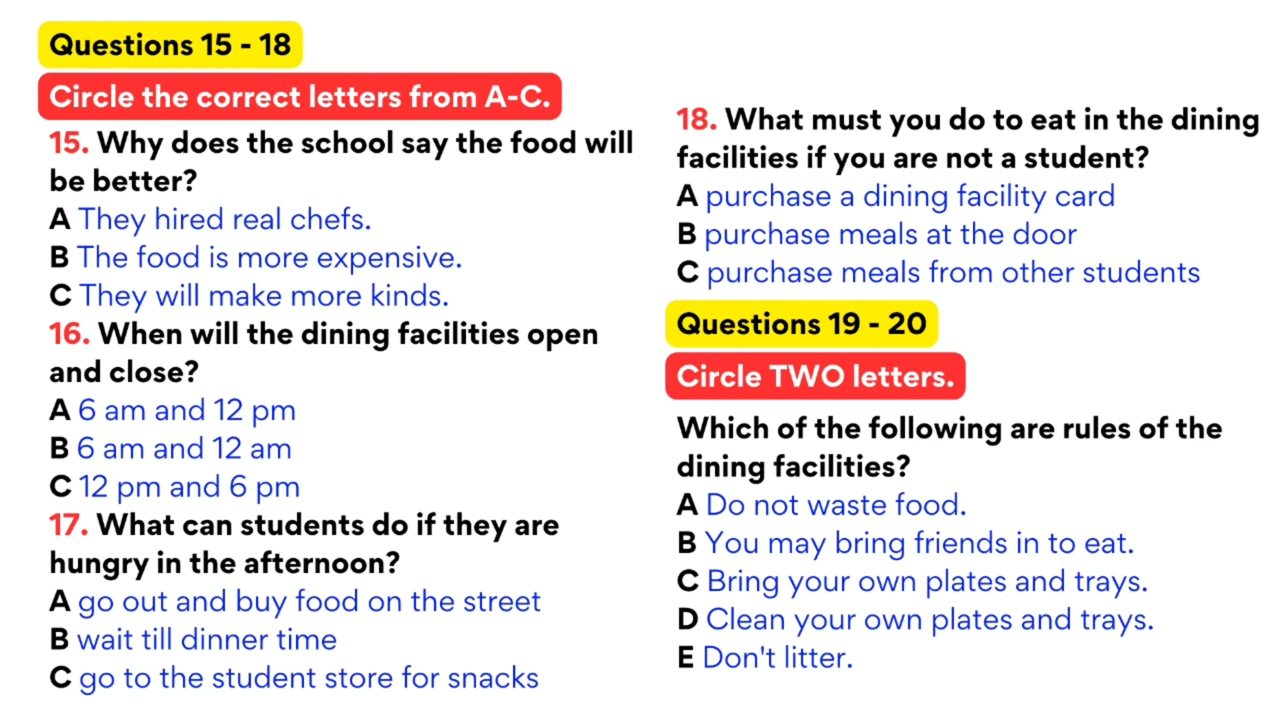 Questions 15 - 18
Circle the correct letters from A-C.
15. Why does the school say the food will
be better?
A They hired real chefs.
B The food is more expensive.
C They will make more kinds.
16. When will the dining facilities open
and close?
A 6 am and 12 pm
B 6 am and 12 am
C 12 pm and 6 pm
17. What can students do if they are
hungry in the afternoon?
A go out and buy food on the street
B wait till dinner time
C go to the student store for snacks
18. What must you do to eat in the dining
facilities if you are not a student?
A purchase a dining facility card
B purchase meals at the door
C purchase meals from other students
Questions 19 - 20
Circle TWO letters.
Which of the following are rules of the
dining facilities?
A Do not waste food.
B You may bring friends in to eat.
C Bring your own plates and trays.
D Clean your own plates and trays.
E Don't litter.